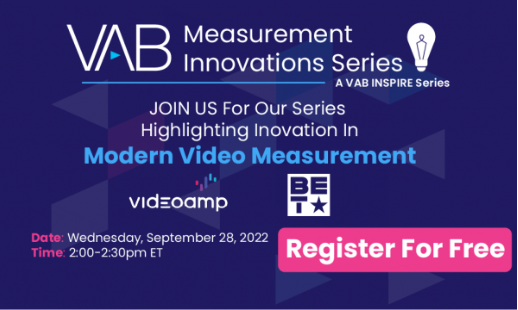 VAB Measurement
Innovations Series
A VAB INSPIRE Series
JOIN US For Our Series
Highlighting Inovation In
Modern Video Measurement
videoamp
BE
T★
Date: Wednesday, September 28, 2022
Time: 2:00-2:30pm ET
Register For Free